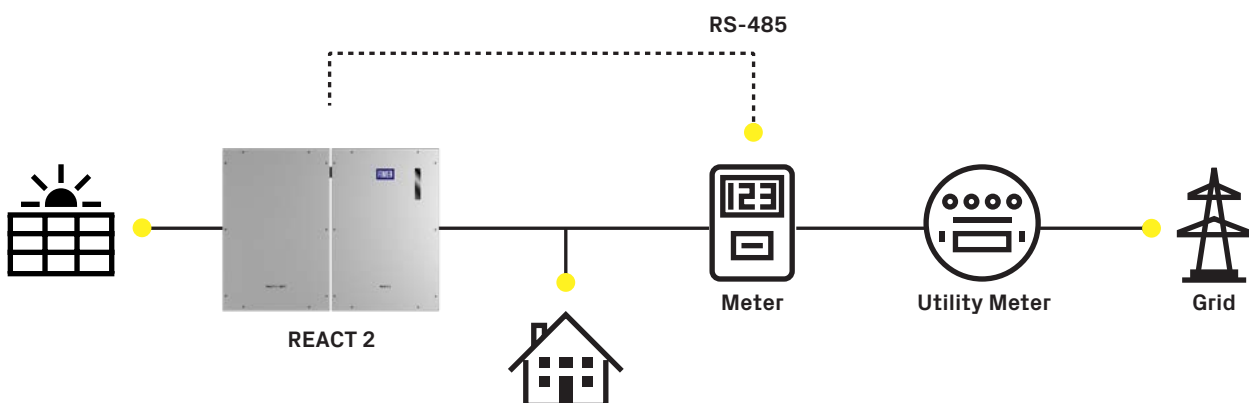 RS-485
123
Meter
Utility Meter
Grid
REACT 2